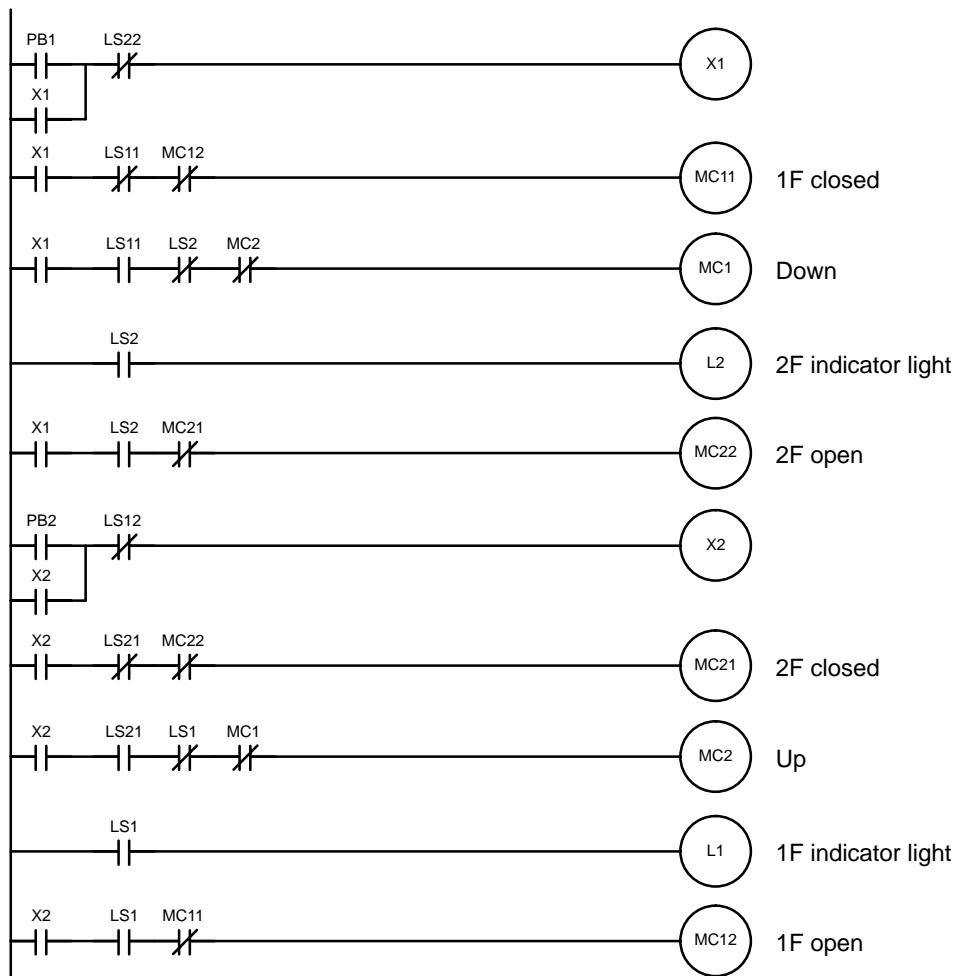 PB1 LS22
X1
X1
X1 LS11 MC12
MC11 1F closed
X1 LS11 LS2 MC2
MC1 Down
LS2
L2 2F indicator light
X1 LS2 MC21
MC22 2F open
PB2 LS12
X2
X2
X2 LS21 MC22
MC21 2F closed
X2 LS21 LS1 MC1
MC2 Up
LS1
L1 1F indicator light
X2 LS1 MC11
MC12 1F open